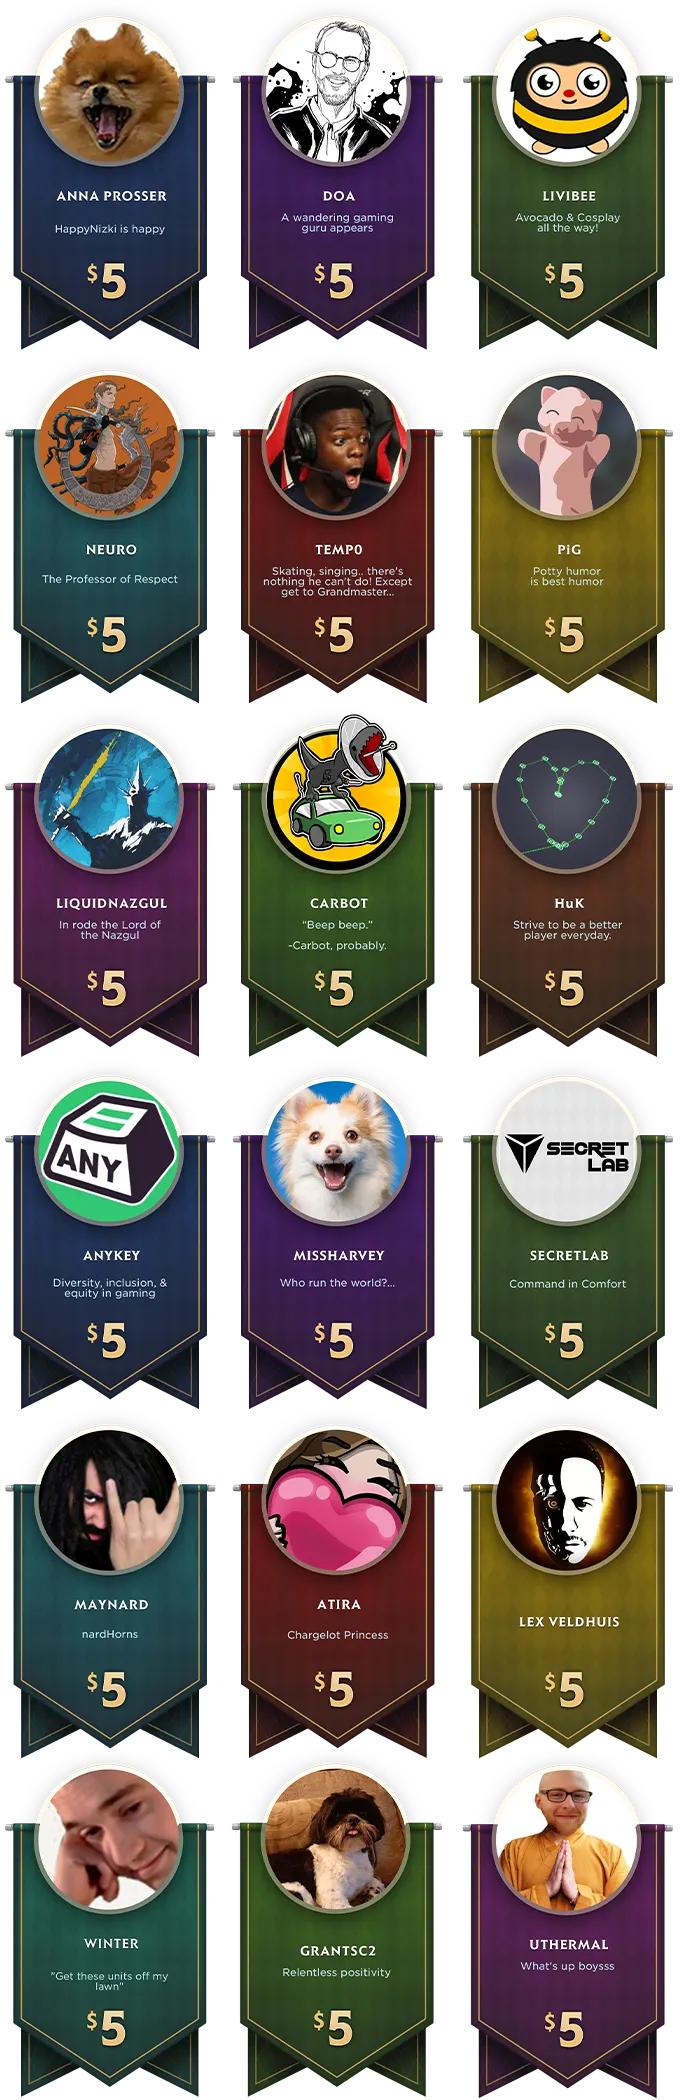 ANNA PROSSER
HappyNizki is happy
$5
DOA
A wandering gaming
guru appears
$5
LIVIBEE
Avocado & Cosplay
all the way!
$5
NEURO
The Professor of Respect
$5
TEMP0
Skating, singing.. there's
nothing he can't do! Except
get to Grandmaster...
$5
PiG
Potty humor
is best humor
$5
LIQUIDNAZGUL
In rode the Lord of
the Nazgul
$5
CARBOT
"Beep beep."
-Carbot, probably.
$5
HuK
Strive to be a better
player everyday.
$5
ANY
ANYKEY
Diversity, inclusion, &
equity in gaming
$5
MISSHARVEY
Who run the world?...
$5
SECRET
LAB
SECRETLAB
Command in Comfort
$5
MAYNARD
nardHorns
$5
ATIRA
Chargelot Princess
$5
LEX VELDHUIS
$5
WINTER
"Get these units off my
lawn"
$5
GRANTSC2
Relentless positivity
$5
UTHERMAL
What's up boysss
$5